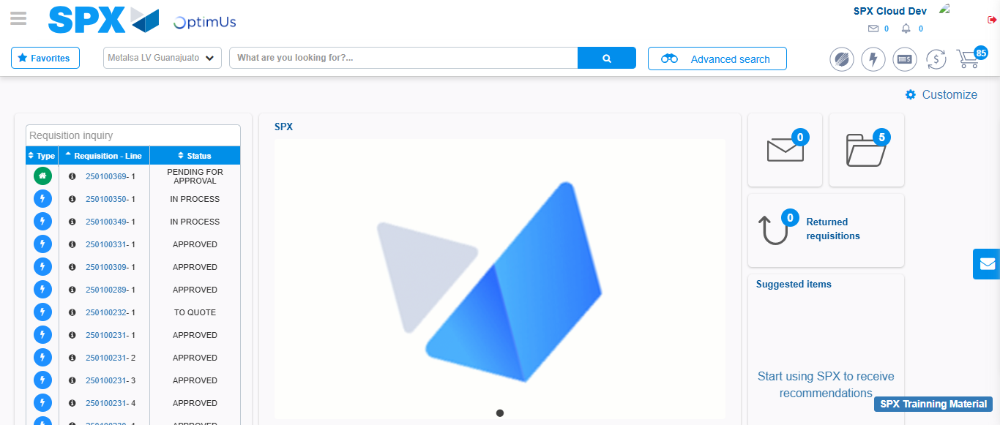 SPX OptimUs
SPX Cloud Dev
0 0
Favorites
Metalsa LV Guanajuato
What are you looking for?...
Advanced search
85
Customize
Requisition inquiry
Type Requisition - Line Status
250100369- 1 PENDING FOR
APPROVAL
250100350- 1 IN PROCESS
250100349- 1 IN PROCESS
250100331- 1 APPROVED
250100309- 1 APPROVED
250100289- 1 APPROVED
250100232- 1 TO QUOTE
250100231- 1 APPROVED
250100231- 2 APPROVED
250100231- 3 APPROVED
250100231- 4 APPROVED
SPX
0
5
0
Returned
requisitions
Suggested items
Start using SPX to receive
recommendations
SPX Trainning Material